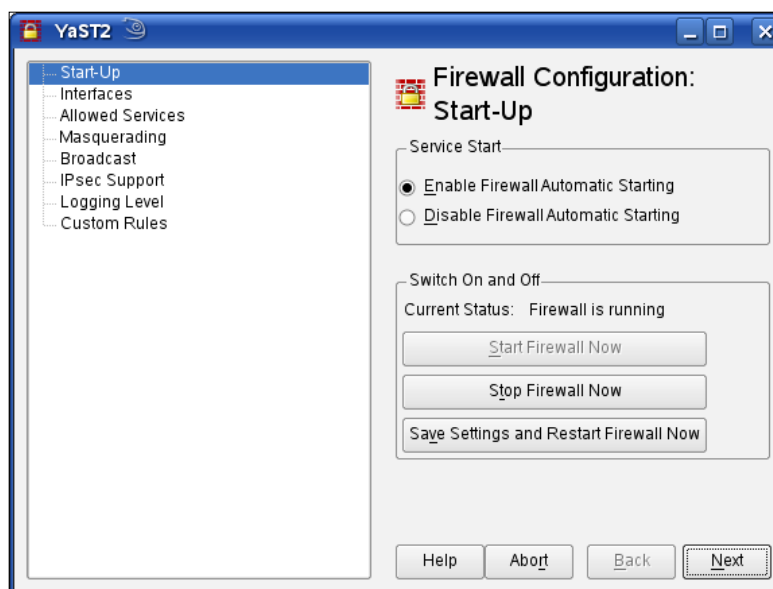 YaST2
Start-Up
Interfaces
Allowed Services
Masquerading
Broadcast
IPsec Support
Logging Level
Custom Rules
Firewall Configuration:
Start-Up
Service Start
Enable Firewall Automatic Starting
Disable Firewall Automatic Starting
Switch On and Off
Current Status: Firewall is running
Start Firewall Now
Stop Firewall Now
Save Settings and Restart Firewall Now
Help Abort Back Next